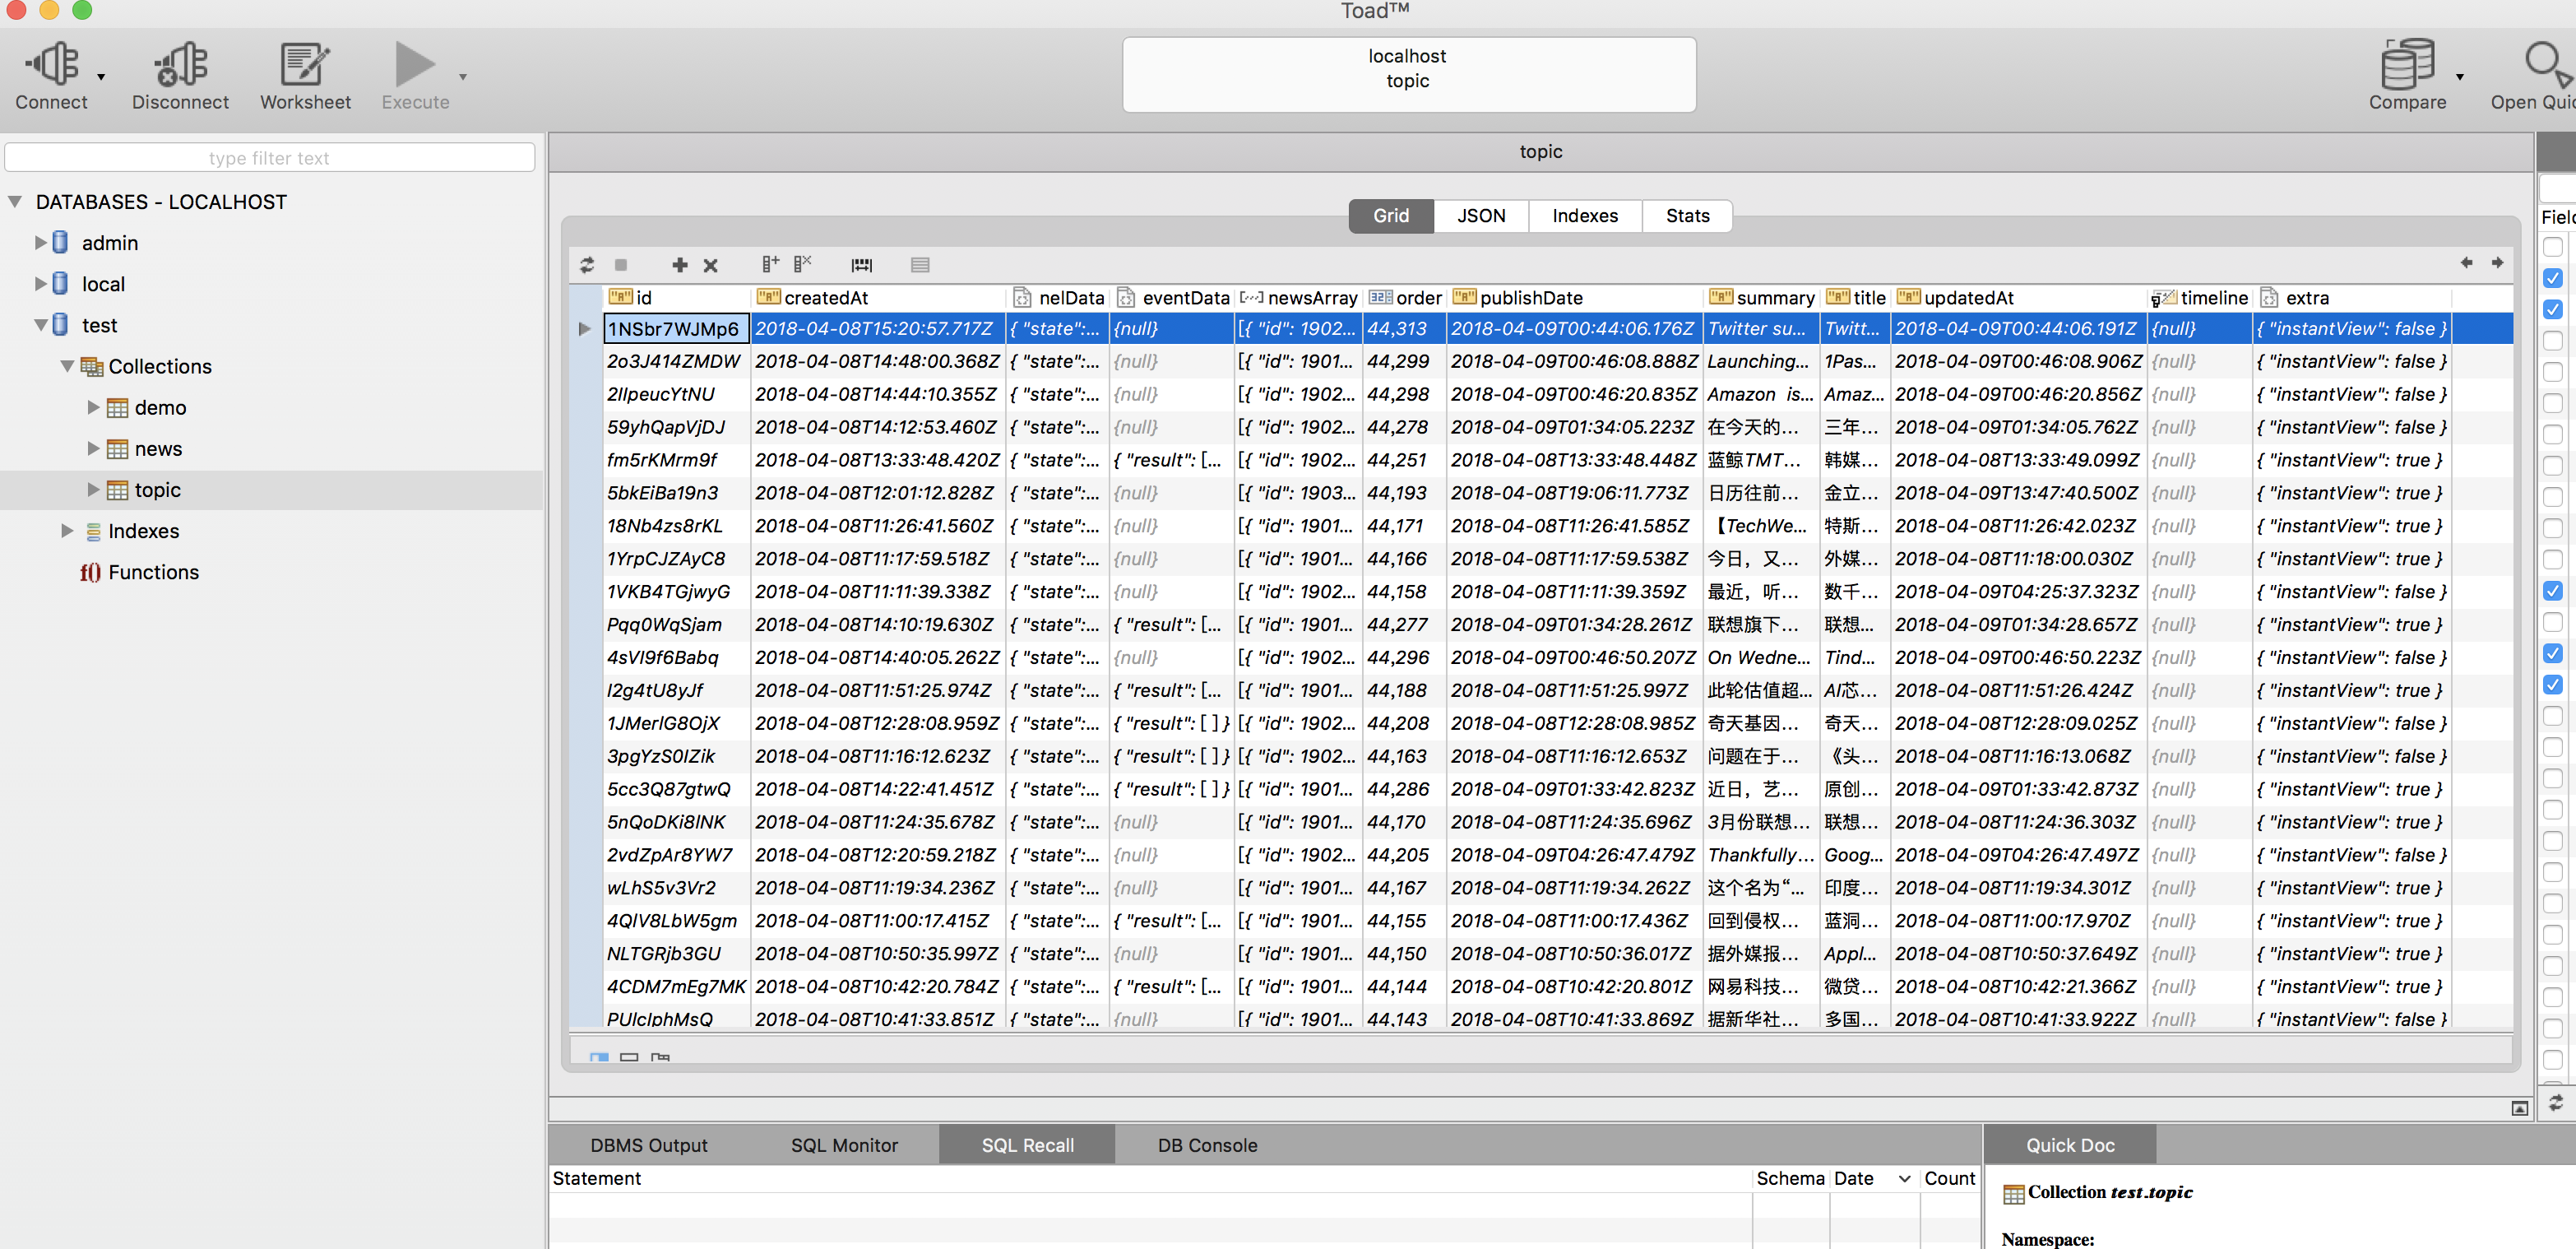 Toad™
Connect Disconnect Worksheet Execute
localhost
topic
Compare Open Quic
type filter text
DATABASES - LOCALHOST
admin
local
test
Collections
demo
news
topic
Indexes
f() Functions
topic
Grid JSON Indexes Stats
Field
id createdAt nelData eventData newsArray order publishDate summary title updatedAt timeline extra
1NSbr7WJMp6 2018-04-08T15:20:57.717Z { "state":... {null} [{ "id": 1902... 44,313 2018-04-09T00:44:06.176Z Twitter su... Twitt... 2018-04-09T00:44:06.191Z {null} { "instantView": false }
2o3J414ZMDW 2018-04-08T14:48:00.368Z { "state":... {null} [{ "id": 1901... 44,299 2018-04-09T00:46:08.888Z Launching... 1Pas... 2018-04-09T00:46:08.906Z {null} { "instantView": false }
2IlpeucYtNU 2018-04-08T14:44:10.355Z { "state":... {null} [{ "id": 1902... 44,298 2018-04-09T00:46:20.835Z Amazon is... Amaz... 2018-04-09T00:46:20.856Z {null} { "instantView": false }
59yhQapVjDJ 2018-04-08T14:12:53.460Z { "state":... {null} [{ "id": 1902... 44,278 2018-04-09T01:34:05.223Z 在今天的... 三年... 2018-04-09T01:34:05.762Z {null} { "instantView": false }
fm5rKMrm9f 2018-04-08T13:33:48.420Z { "state":... { "result": [... [{ "id": 1902... 44,251 2018-04-08T13:33:48.448Z 蓝鲸TMT... 韩媒... 2018-04-08T13:33:49.099Z {null} { "instantView": true }
5bkEiBa19n3 2018-04-08T12:01:12.828Z { "state":... {null} [{ "id": 1903... 44,193 2018-04-08T19:06:11.773Z 日历往前... 金立... 2018-04-09T13:47:40.500Z {null} { "instantView": true }
18Nb4zs8rKL 2018-04-08T11:26:41.560Z { "state":... {null} [{ "id": 1901... 44,171 2018-04-08T11:26:41.585Z 【TechWe... 特斯... 2018-04-08T11:26:42.023Z {null} { "instantView": true }
1YrpCJZAyC8 2018-04-08T11:17:59.518Z { "state":... {null} [{ "id": 1901... 44,166 2018-04-08T11:17:59.538Z 今日，又... 外媒... 2018-04-08T11:18:00.030Z {null} { "instantView": true }
1VKB4TGjwyG 2018-04-08T11:11:39.338Z { "state":... {null} [{ "id": 1902... 44,158 2018-04-08T11:11:39.359Z 最近，听... 数千... 2018-04-09T04:25:37.323Z {null} { "instantView": false }
Pqq0WqSjam 2018-04-08T14:10:19.630Z { "state":... { "result": [... [{ "id": 1901... 44,277 2018-04-09T01:34:28.261Z 联想旗下... 联想... 2018-04-09T01:34:28.657Z {null} { "instantView": true }
4sVI9f6Babq 2018-04-08T14:40:05.262Z { "state":... {null} [{ "id": 1902... 44,296 2018-04-09T00:46:50.207Z On Wedne... Tind... 2018-04-09T00:46:50.223Z {null} { "instantView": false }
I2g4tU8yJf 2018-04-08T11:51:25.974Z { "state":... { "result": [... [{ "id": 1901... 44,188 2018-04-08T11:51:25.997Z 此轮估值超... AI芯... 2018-04-08T11:51:26.424Z {null} { "instantView": true }
1JMerlG8OjX 2018-04-08T12:28:08.959Z { "state":... { "result": [ ] } [{ "id": 1902... 44,208 2018-04-08T12:28:08.985Z 奇天基因... 奇天... 2018-04-08T12:28:09.025Z {null} { "instantView": false }
3pgYzS0IZik 2018-04-08T11:16:12.623Z { "state":... { "result": [ ] } [{ "id": 1901... 44,163 2018-04-08T11:16:12.653Z 问题在于... 《头... 2018-04-08T11:16:13.068Z {null} { "instantView": false }
5cc3Q87gtwQ 2018-04-08T14:22:41.451Z { "state":... { "result": [ ] } [{ "id": 1901... 44,286 2018-04-09T01:33:42.823Z 近日，艺... 原创... 2018-04-09T01:33:42.873Z {null} { "instantView": true }
5nQoDKi8lNK 2018-04-08T11:24:35.678Z { "state":... {null} [{ "id": 1901... 44,170 2018-04-08T11:24:35.696Z 3月份联想... 联想... 2018-04-08T11:24:36.303Z {null} { "instantView": true }
2vdZpAr8YW7 2018-04-08T12:20:59.218Z { "state":... {null} [{ "id": 1902... 44,205 2018-04-09T04:26:47.479Z Thankfully... Goog... 2018-04-09T04:26:47.497Z {null} { "instantView": false }
wLhS5v3Vr2 2018-04-08T11:19:34.236Z { "state":... {null} [{ "id": 1901... 44,167 2018-04-08T11:19:34.262Z 这个名为“... 印度... 2018-04-08T11:19:34.301Z {null} { "instantView": true }
4QlV8LbW5gm 2018-04-08T11:00:17.415Z { "state":... { "result": [... [{ "id": 1901... 44,155 2018-04-08T11:00:17.436Z 回到侵权... 蓝洞... 2018-04-08T11:00:17.970Z {null} { "instantView": true }
NLTGRjb3GU 2018-04-08T10:50:35.997Z { "state":... {null} [{ "id": 1901... 44,150 2018-04-08T10:50:36.017Z 据外媒报... Appl... 2018-04-08T10:50:37.649Z {null} { "instantView": true }
4CDM7mEg7MK 2018-04-08T10:42:20.784Z { "state":... { "result": [... [{ "id": 1901... 44,144 2018-04-08T10:42:20.801Z 网易科技... 微贷... 2018-04-08T10:42:21.366Z {null} { "instantView": true }
PUlcIphMsQ 2018-04-08T10:41:33.851Z { "state":... {null} [{ "id": 1901... 44,143 2018-04-08T10:41:33.869Z 据新华社... 多国... 2018-04-08T10:41:33.922Z {null} { "instantView": false }
DBMS Output SQL Monitor SQL Recall DB Console Quick Doc
Statement Schema Date Count
Collection test.topic
Namespace: